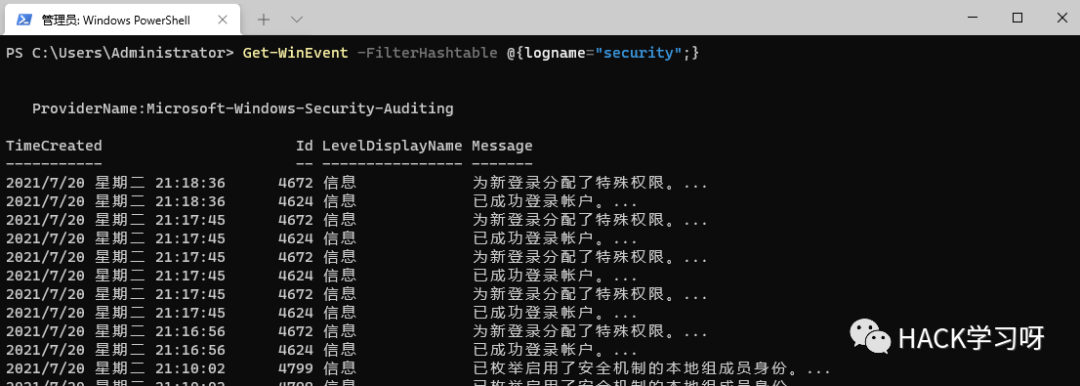 管理员: Windows PowerShell
PS C:\Users\Administrator> Get-WinEvent -FilterHashtable @{logname="security";}
ProviderName:Microsoft-Windows-Security-Auditing
TimeCreated Id LevelDisplayName Message
----------- -- ---------------- -------
2021/7/20 星期二 21:18:36 4672 信息 为新登录分配了特殊权限。...
2021/7/20 星期二 21:18:36 4624 信息 已成功登录帐户。...
2021/7/20 星期二 21:17:45 4672 信息 为新登录分配了特殊权限。...
2021/7/20 星期二 21:17:45 4624 信息 已成功登录帐户。...
2021/7/20 星期二 21:17:45 4672 信息 为新登录分配了特殊权限。...
2021/7/20 星期二 21:17:45 4624 信息 已成功登录帐户。...
2021/7/20 星期二 21:17:45 4672 信息 为新登录分配了特殊权限。...
2021/7/20 星期二 21:17:45 4624 信息 已成功登录帐户。...
2021/7/20 星期二 21:16:56 4672 信息 为新登录分配了特殊权限。...
2021/7/20 星期二 21:16:56 4624 信息 已成功登录帐户。...
2021/7/20 星期二 21:10:02 4799 信息 已枚举启用了安全机制的本地组成员身份。...
HACK学习呀